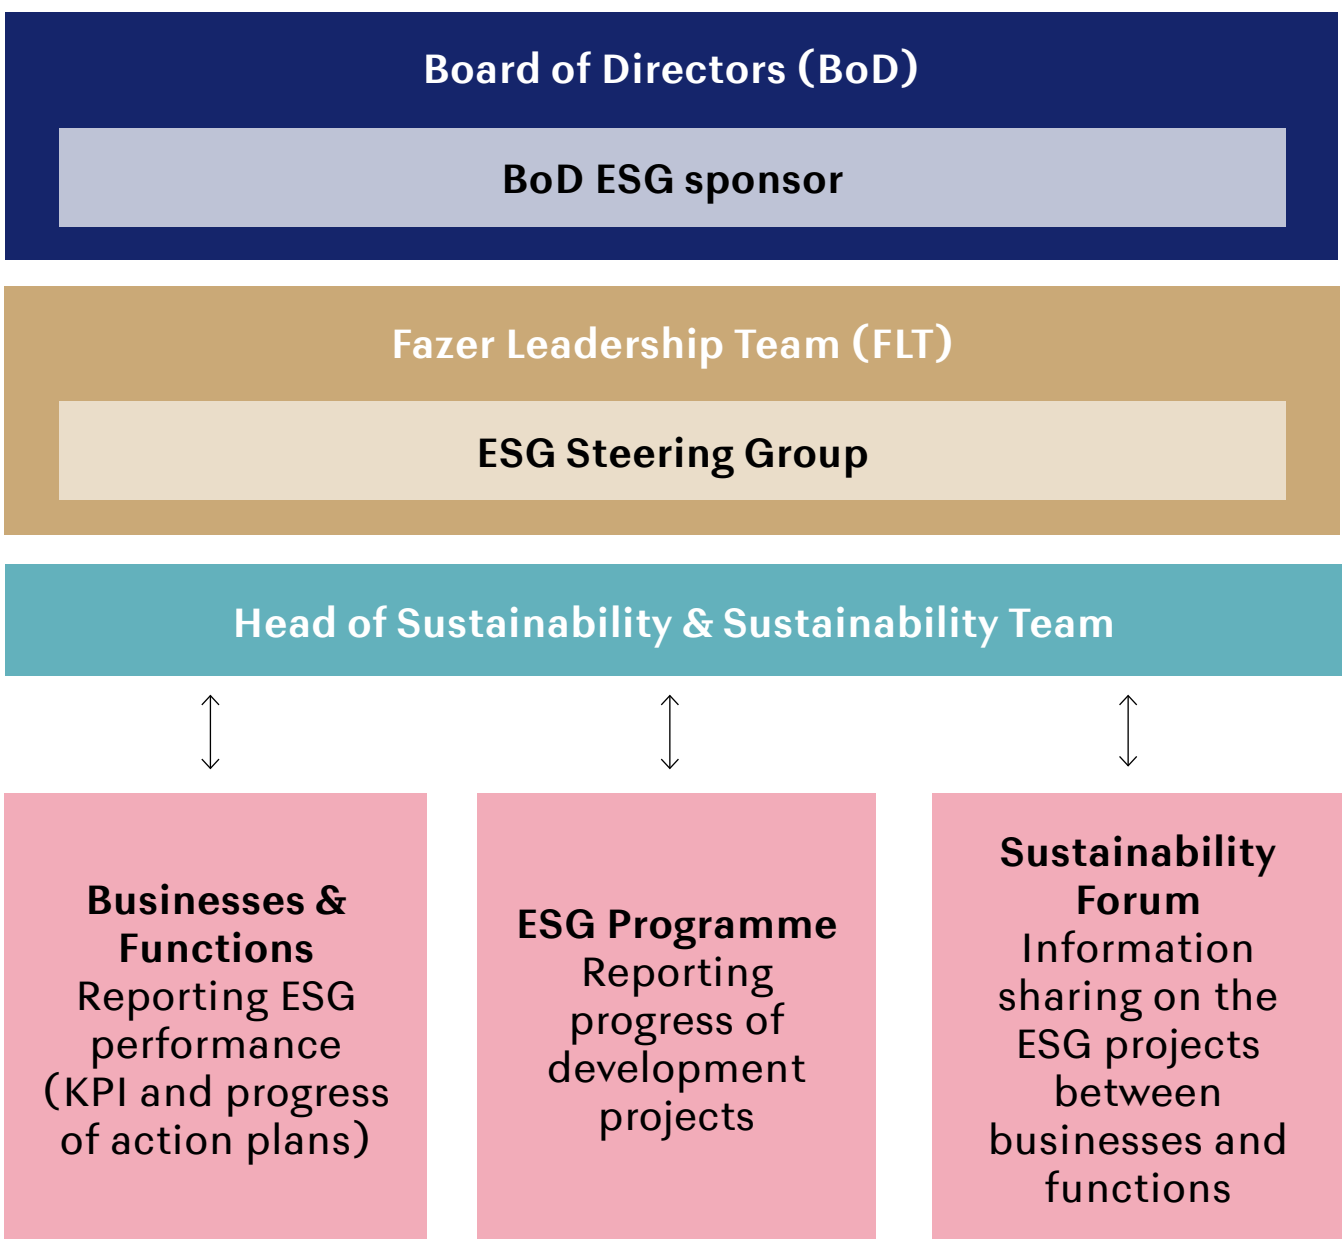 Board of Directors (BoD)
BoD ESG sponsor
Fazer Leadership Team (FLT)
ESG Steering Group
Head of Sustainability & Sustainability Team
Businesses &
Functions
Reporting ESG
performance
(KPI and progress
of action plans)
ESG Programme
Reporting
progress of
development
projects
Sustainability
Forum
Information
sharing on the
ESG projects
between
businesses and
functions